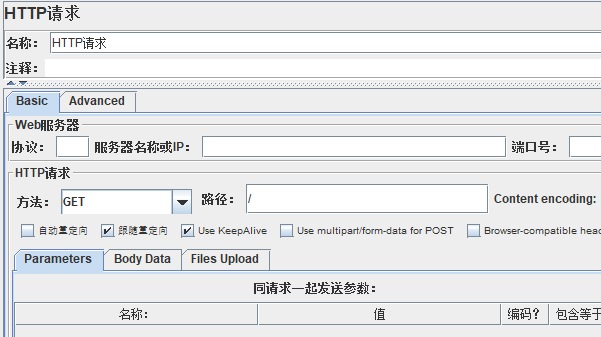 HTTP请求
名称： HTTP请求
注释：
Basic Advanced
Web服务器
协议： 服务器名称或IP： 端口号：
HTTP请求
方法： GET 路径： / Content encoding:
自动重定向 跟随重定向 Use KeepAlive Use multipart/form-data for POST Browser-compatible head
Parameters Body Data Files Upload
同请求一起发送参数：
名称： 值 编码？ 包含等于